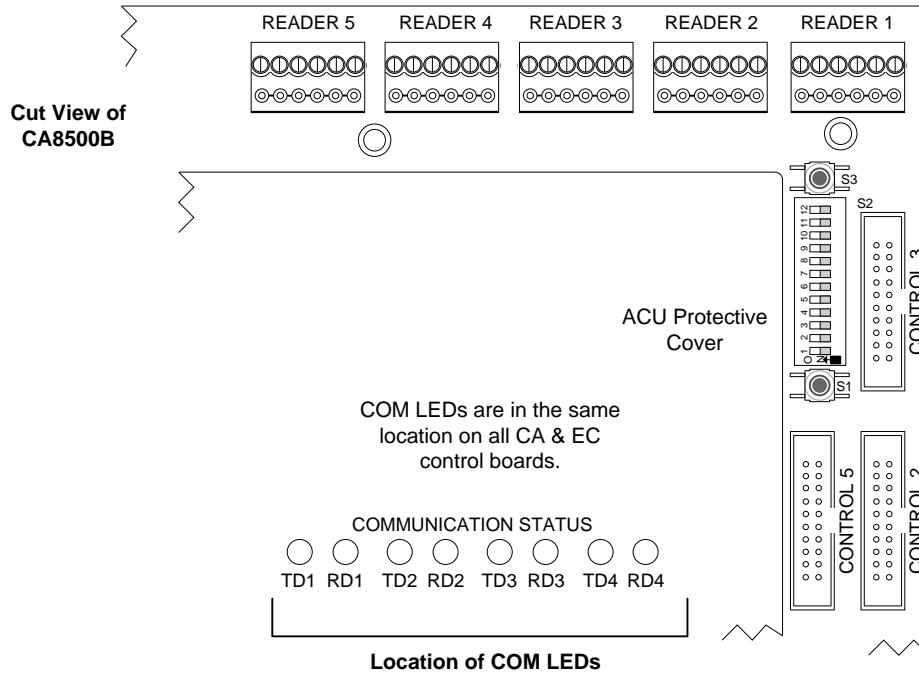 READER 5 READER 4 READER 3 READER 2 READER 1
Cut View of
CA8500B
S3
S2
12
11
10
9
8
7
6
5
4
3
2
1
CONTROL 3
ACU Protective
Cover
S1
COM LEDs are in the same
location on all CA & EC
control boards.
CONTROL 5
CONTROL 2
COMMUNICATION STATUS
TD1 RD1 TD2 RD2 TD3 RD3 TD4 RD4
Location of COM LEDs